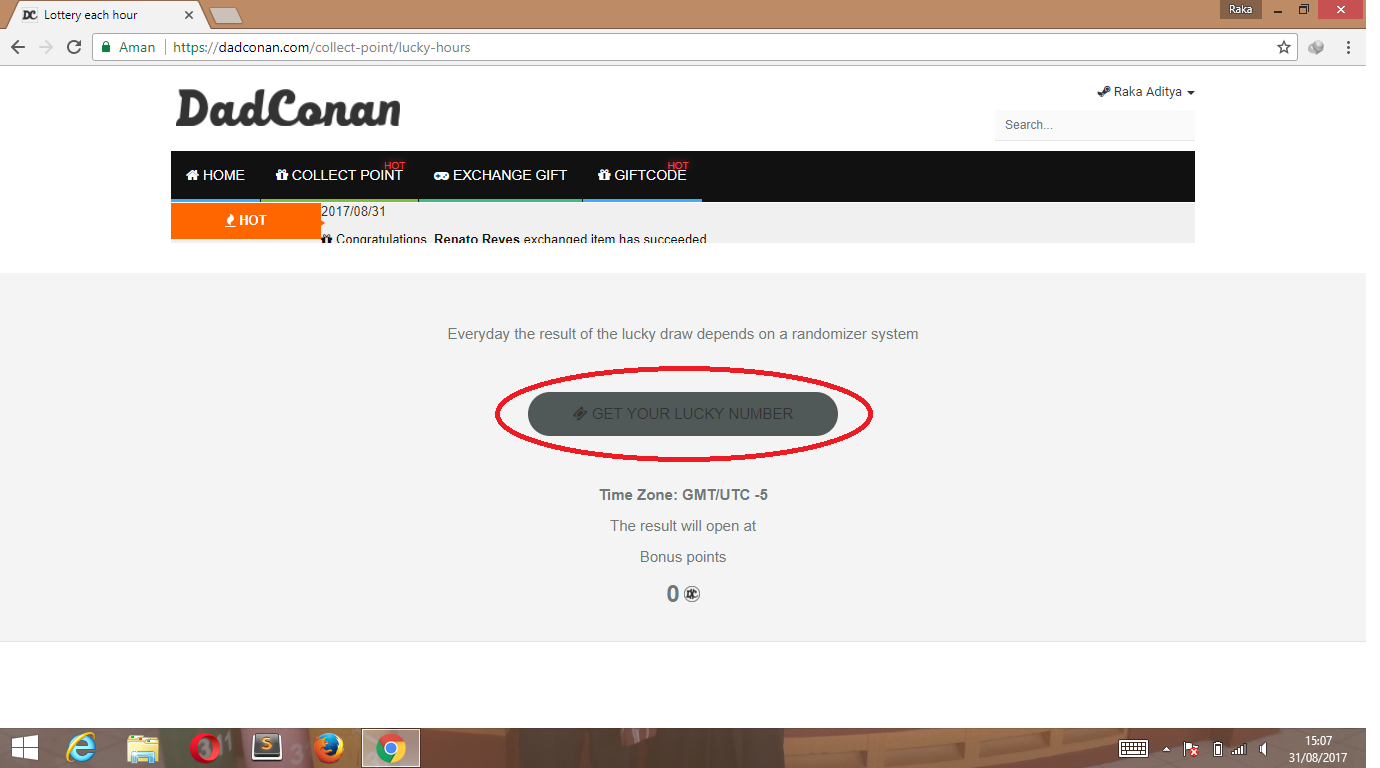 DC Lottery each hour
Raka
Aman https://dadconan.com/collect-point/lucky-hours
DadConan
Raka Aditya
Search...
HOME
COLLECT POINT HOT
EXCHANGE GIFT
GIFTCODE HOT
HOT
2017/08/31
Congratulations, Renato Reyes exchanged item has succeeded
Everyday the result of the lucky draw depends on a randomizer system
GET YOUR LUCKY NUMBER
Time Zone: GMT/UTC -5
The result will open at
Bonus points
0 DC
15:07
31/08/2017